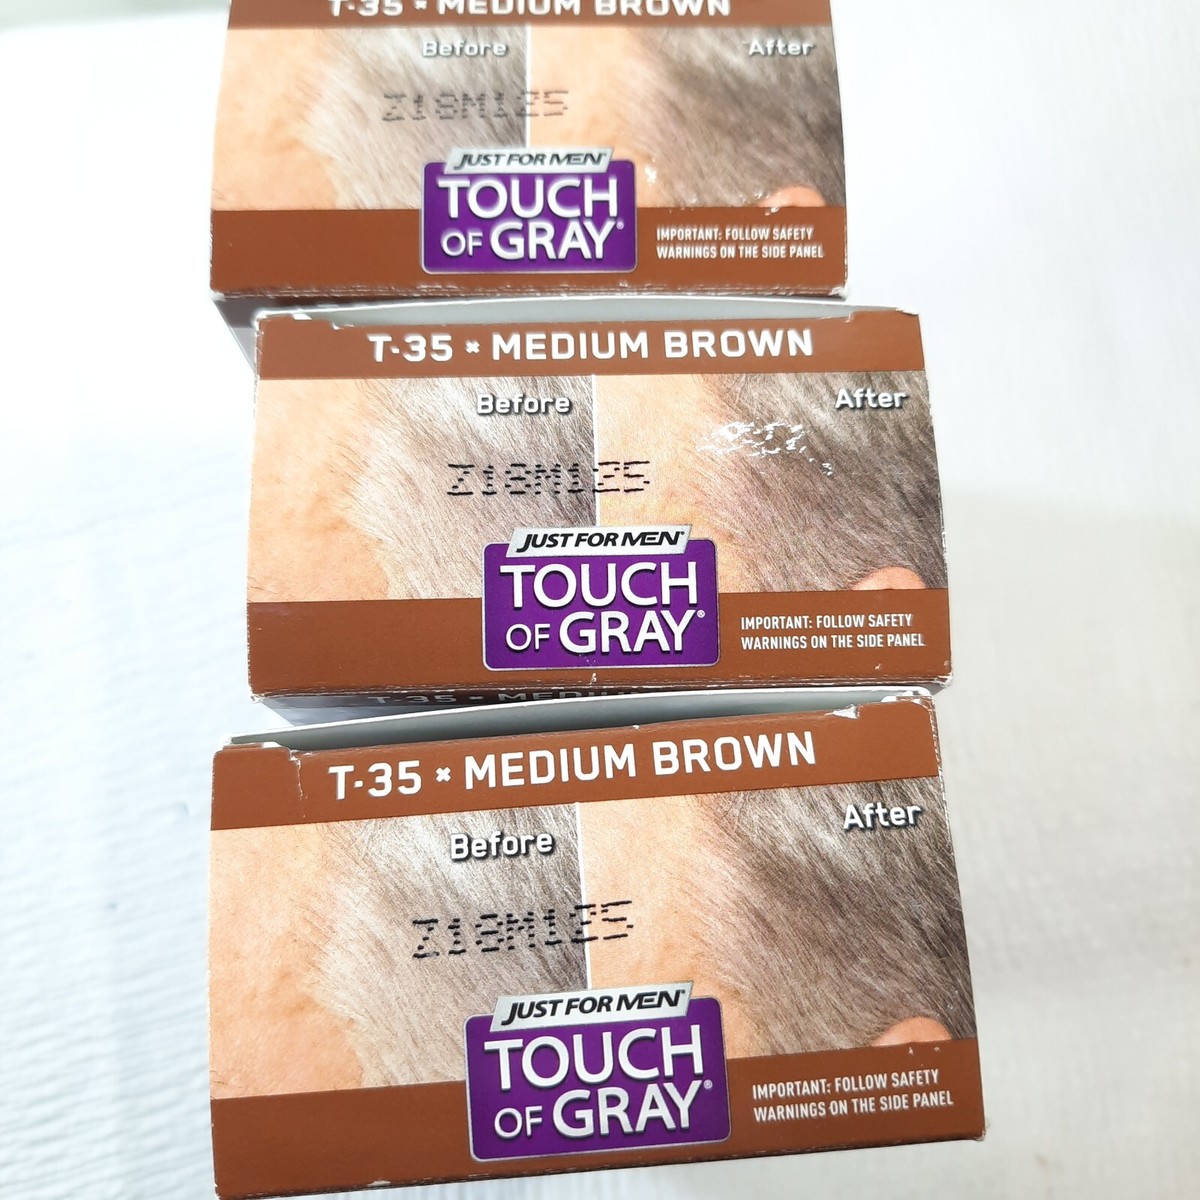 T-35 × MEDIUM BROWN
Before After
Z18M125
JUST FOR MEN®
TOUCH
OF GRAY®
IMPORTANT: FOLLOW SAFETY
WARNINGS ON THE SIDE PANEL
T-35 × MEDIUM BROWN
Before After
Z18M125
JUST FOR MEN®
TOUCH
OF GRAY®
IMPORTANT: FOLLOW SAFETY
WARNINGS ON THE SIDE PANEL
T-35 × MEDIUM
T-35 × MEDIUM BROWN
Before After
Z18M125
JUST FOR MEN®
TOUCH
OF GRAY®
IMPORTANT: FOLLOW SAFETY
WARNINGS ON THE SIDE PANEL